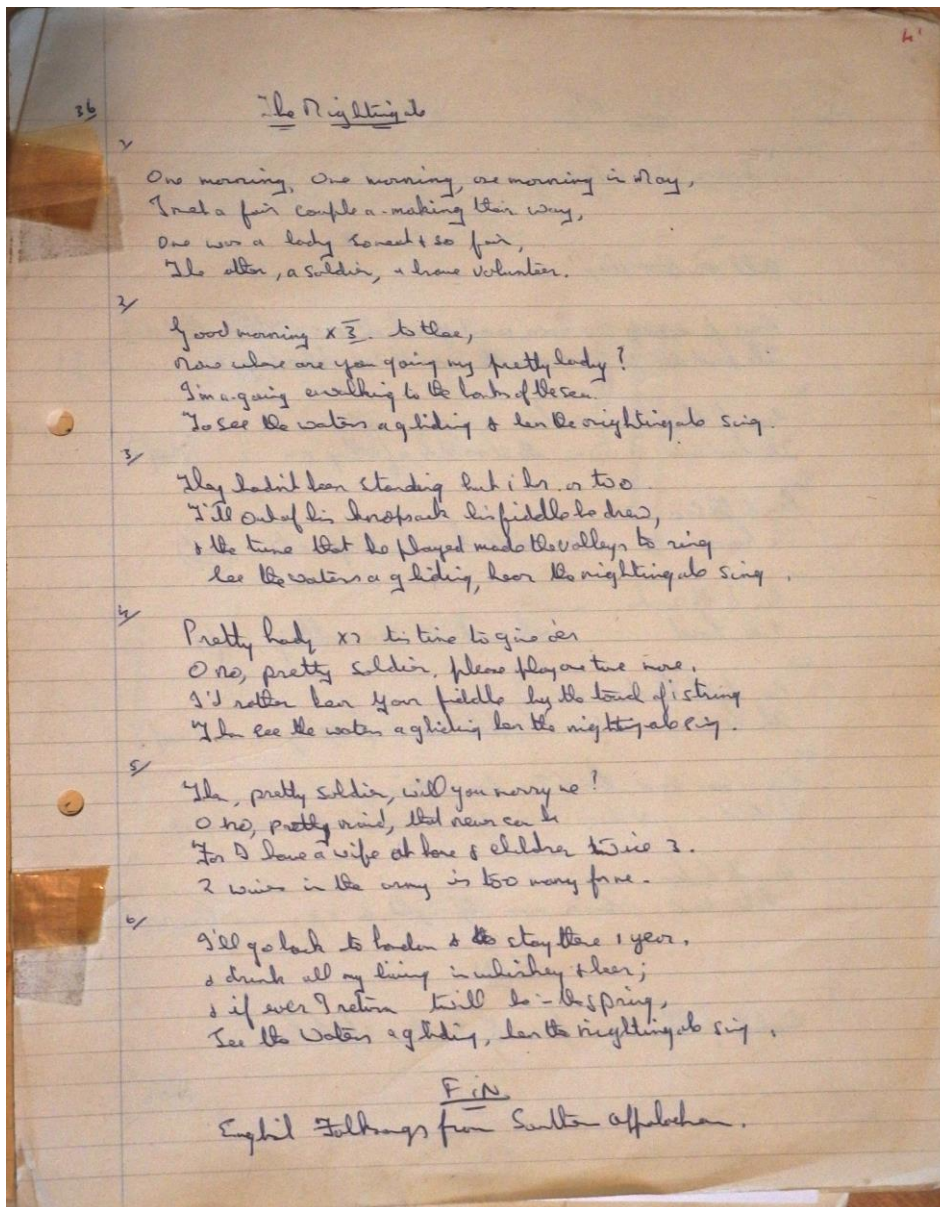 41
36
The Nightingale
1/
One morning, One morning, one morning in May,
I met a fair couple a-making their way,
One was a lady so neat & so fair,
The other, a soldier, a brave volunteer.
2/
Good morning x 3. to thee,
Now where are you going my pretty lady?
I'm a-going awalking to the banks of the sea.
To see the waters a gliding & hear the nightingale sing.
3/
They hadn't been standing but 1 hr. or two
Till out of his knapsack his fiddle he drew,
& the tune that he played made the valleys to ring
See the waters a gliding, hear the nightingale sing.
4/
Pretty lady tis time to give o'er
O no, pretty soldier, please play one tune more,
I'd rather hear your fiddle by the touch of 1 string
Than see the waters a gliding hear the nightingale sing.
5/
Then, pretty soldier, will you marry me?
O no, pretty maid, that never can be
For I have a wife at home & children twice 3.
2 wives in the army is too many for me.
6/
I'll go back to London & stay there 1 year,
& drink all my living in whiskey & beer;
& if ever I return twill be in the spring,
See the waters a gliding, hear the nightingale sing.
FiN
English Folksongs from Southern Appalachian.